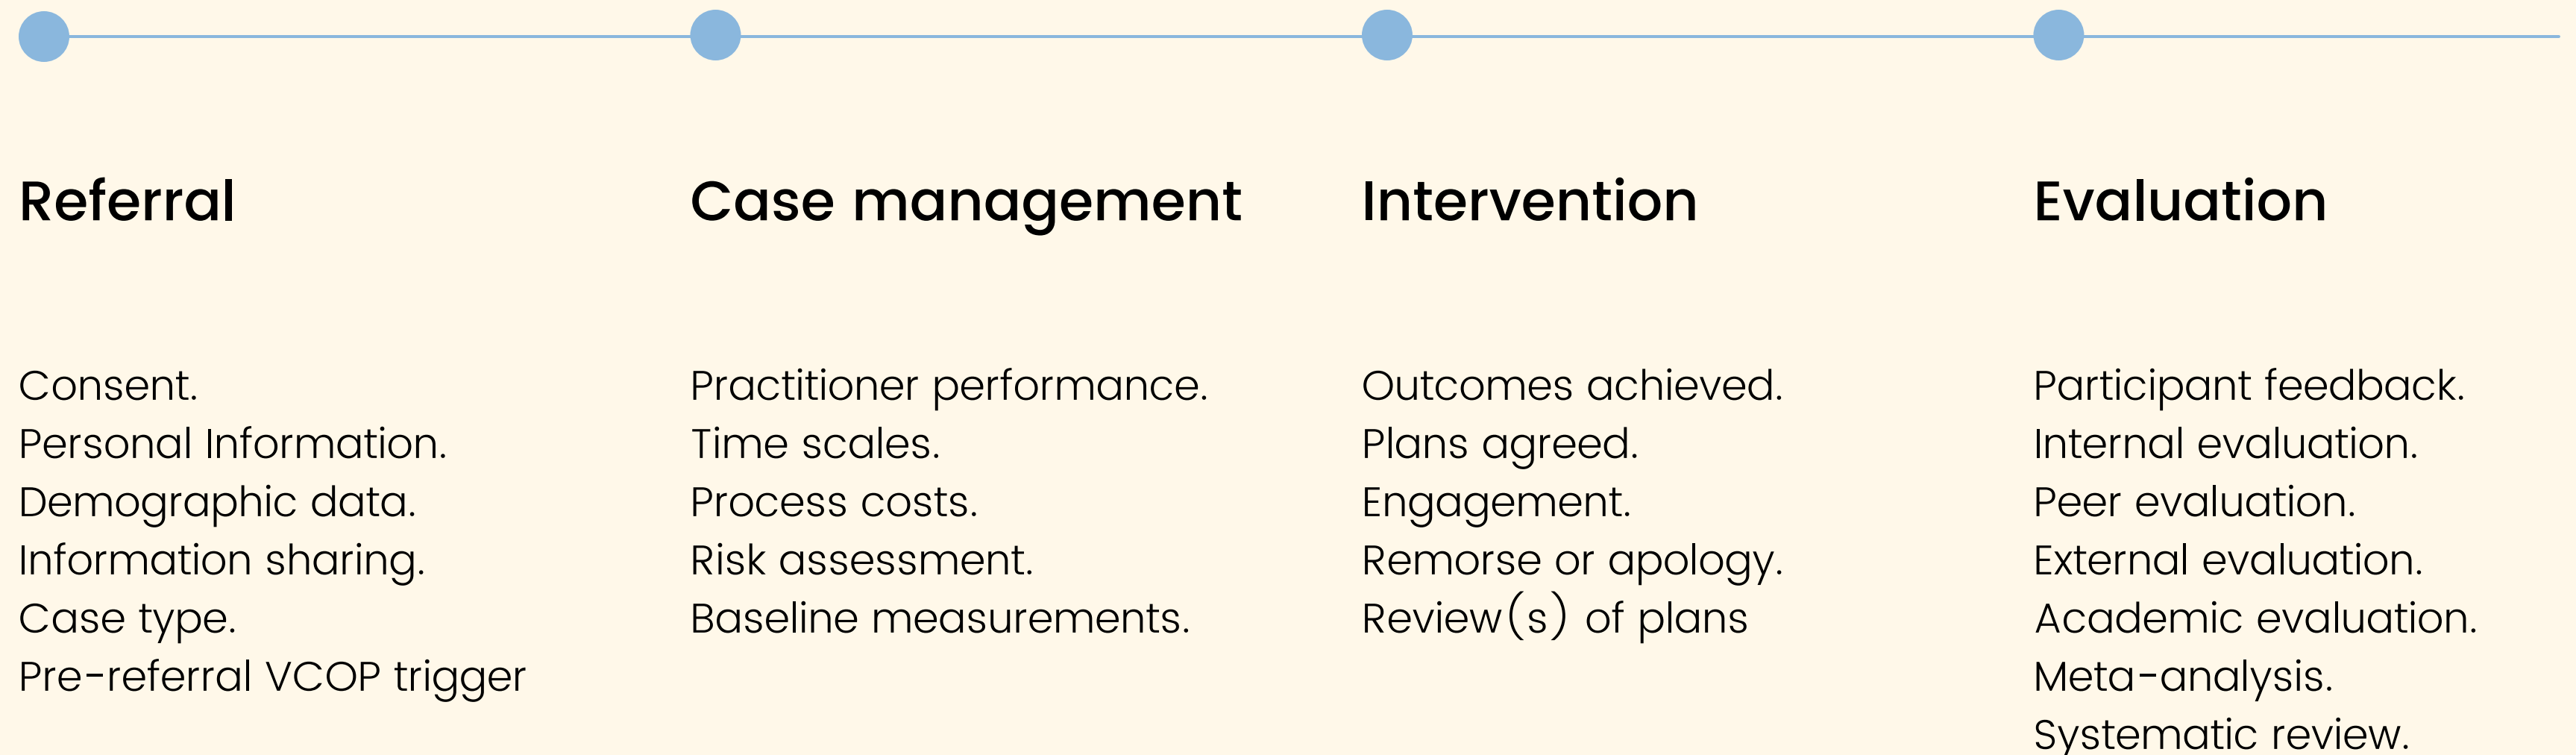 Referral
Consent.
Personal Information.
Demographic data.
Information sharing.
Case type.
Pre-referral VCOP trigger
Case management
Practitioner performance.
Time scales.
Process costs.
Risk assessment.
Baseline measurements.
Intervention
Outcomes achieved.
Plans agreed.
Engagement.
Remorse or apology.
Review(s) of plans
Evaluation
Participant feedback.
Internal evaluation.
Peer evaluation.
External evaluation.
Academic evaluation.
Meta-analysis.
Systematic review.